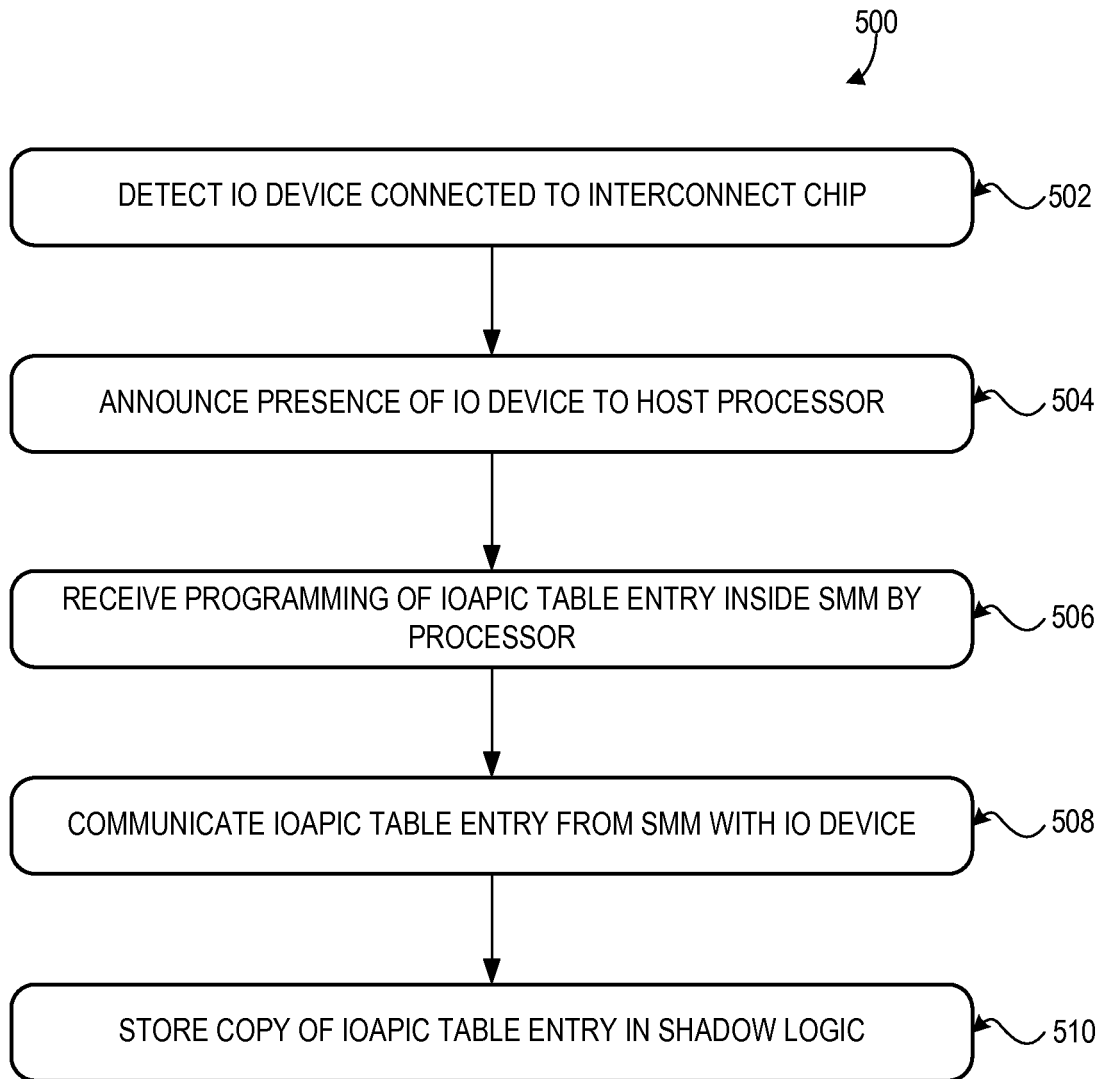 500
DETECT IO DEVICE CONNECTED TO INTERCONNECT CHIP
502
ANNOUNCE PRESENCE OF IO DEVICE TO HOST PROCESSOR
504
RECEIVE PROGRAMMING OF IOAPIC TABLE ENTRY INSIDE SMM BY
PROCESSOR
506
COMMUNICATE IOAPIC TABLE ENTRY FROM SMM WITH IO DEVICE
508
STORE COPY OF IOAPIC TABLE ENTRY IN SHADOW LOGIC
510